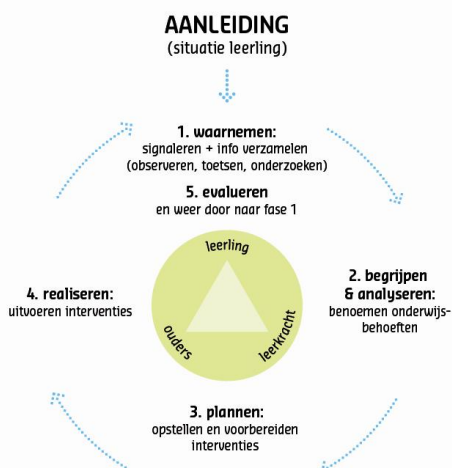 AANLEIDING
(situatie leerling)
1. waarnemen:
signaleren + info verzamelen
(observeren, toetsen, onderzoeken)
5. evalueren
en weer door naar fase 1
2. begrijpen
& analyseren:
benoemen onderwijs-
behoeften
3. plannen:
opstellen en voorbereiden
interventies
4. realiseren:
uitvoeren interventies
leerling
leerkracht
ouders